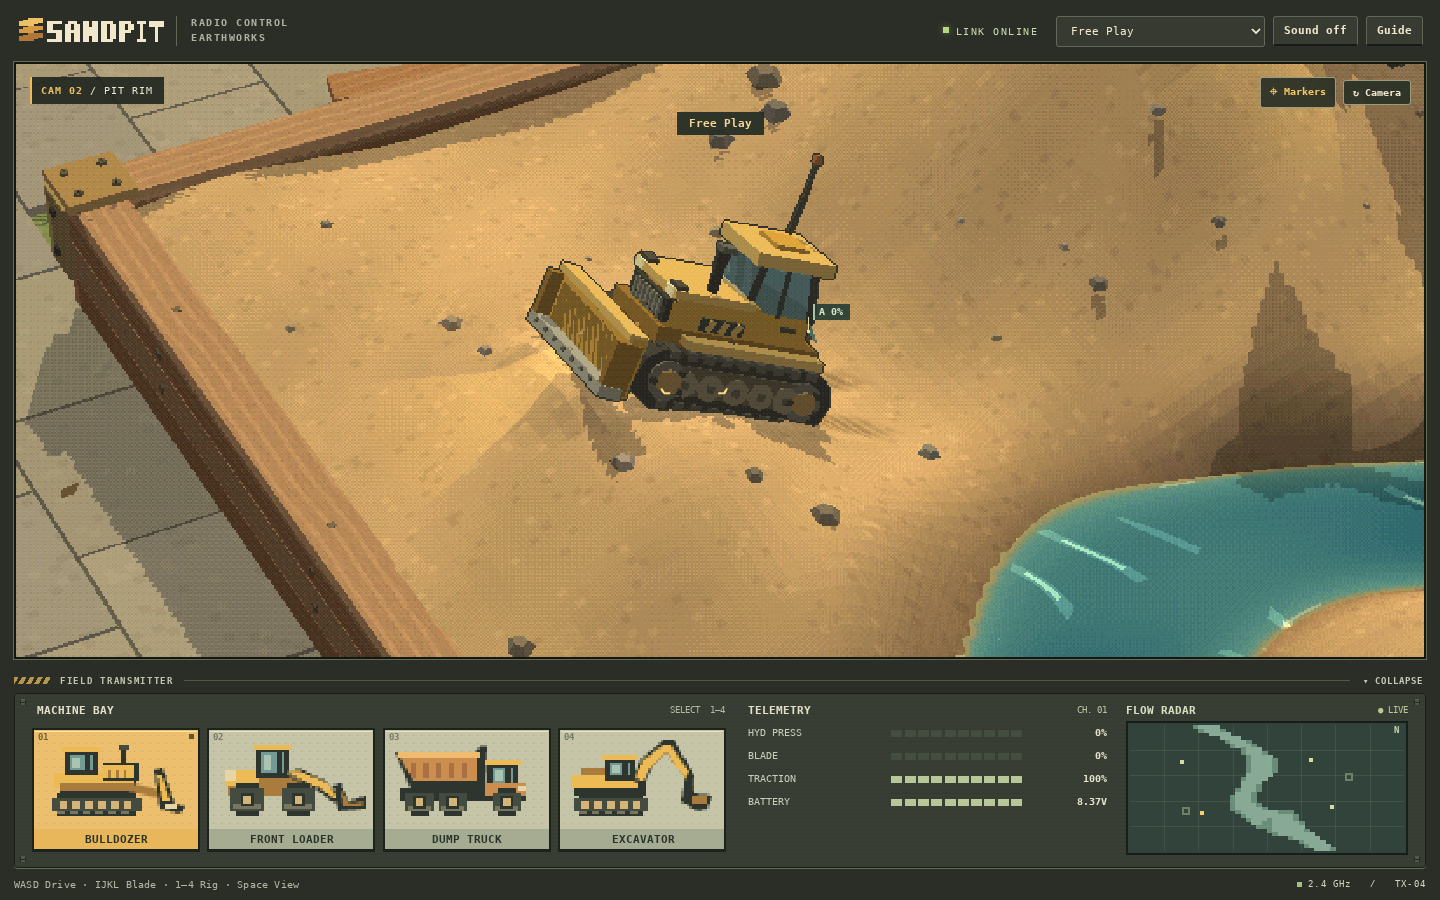 SANDPIT
RADIO CONTROL
EARTHWORKS
LINK ONLINE
Free Play
Sound off
Guide
CAM 02 / PIT RIM
Free Play
⌖ Markers
↻ Camera
A 0%
FIELD TRANSMITTER
▾ COLLAPSE
MACHINE BAY
SELECT 1–4
01
BULLDOZER
02
FRONT LOADER
03
DUMP TRUCK
04
EXCAVATOR
TELEMETRY
CH. 01
HYD PRESS 0%
BLADE 0%
TRACTION 100%
BATTERY 8.37V
FLOW RADAR
● LIVE
N
WASD Drive · IJKL Blade · 1–4 Rig · Space View
2.4 GHz / TX-04